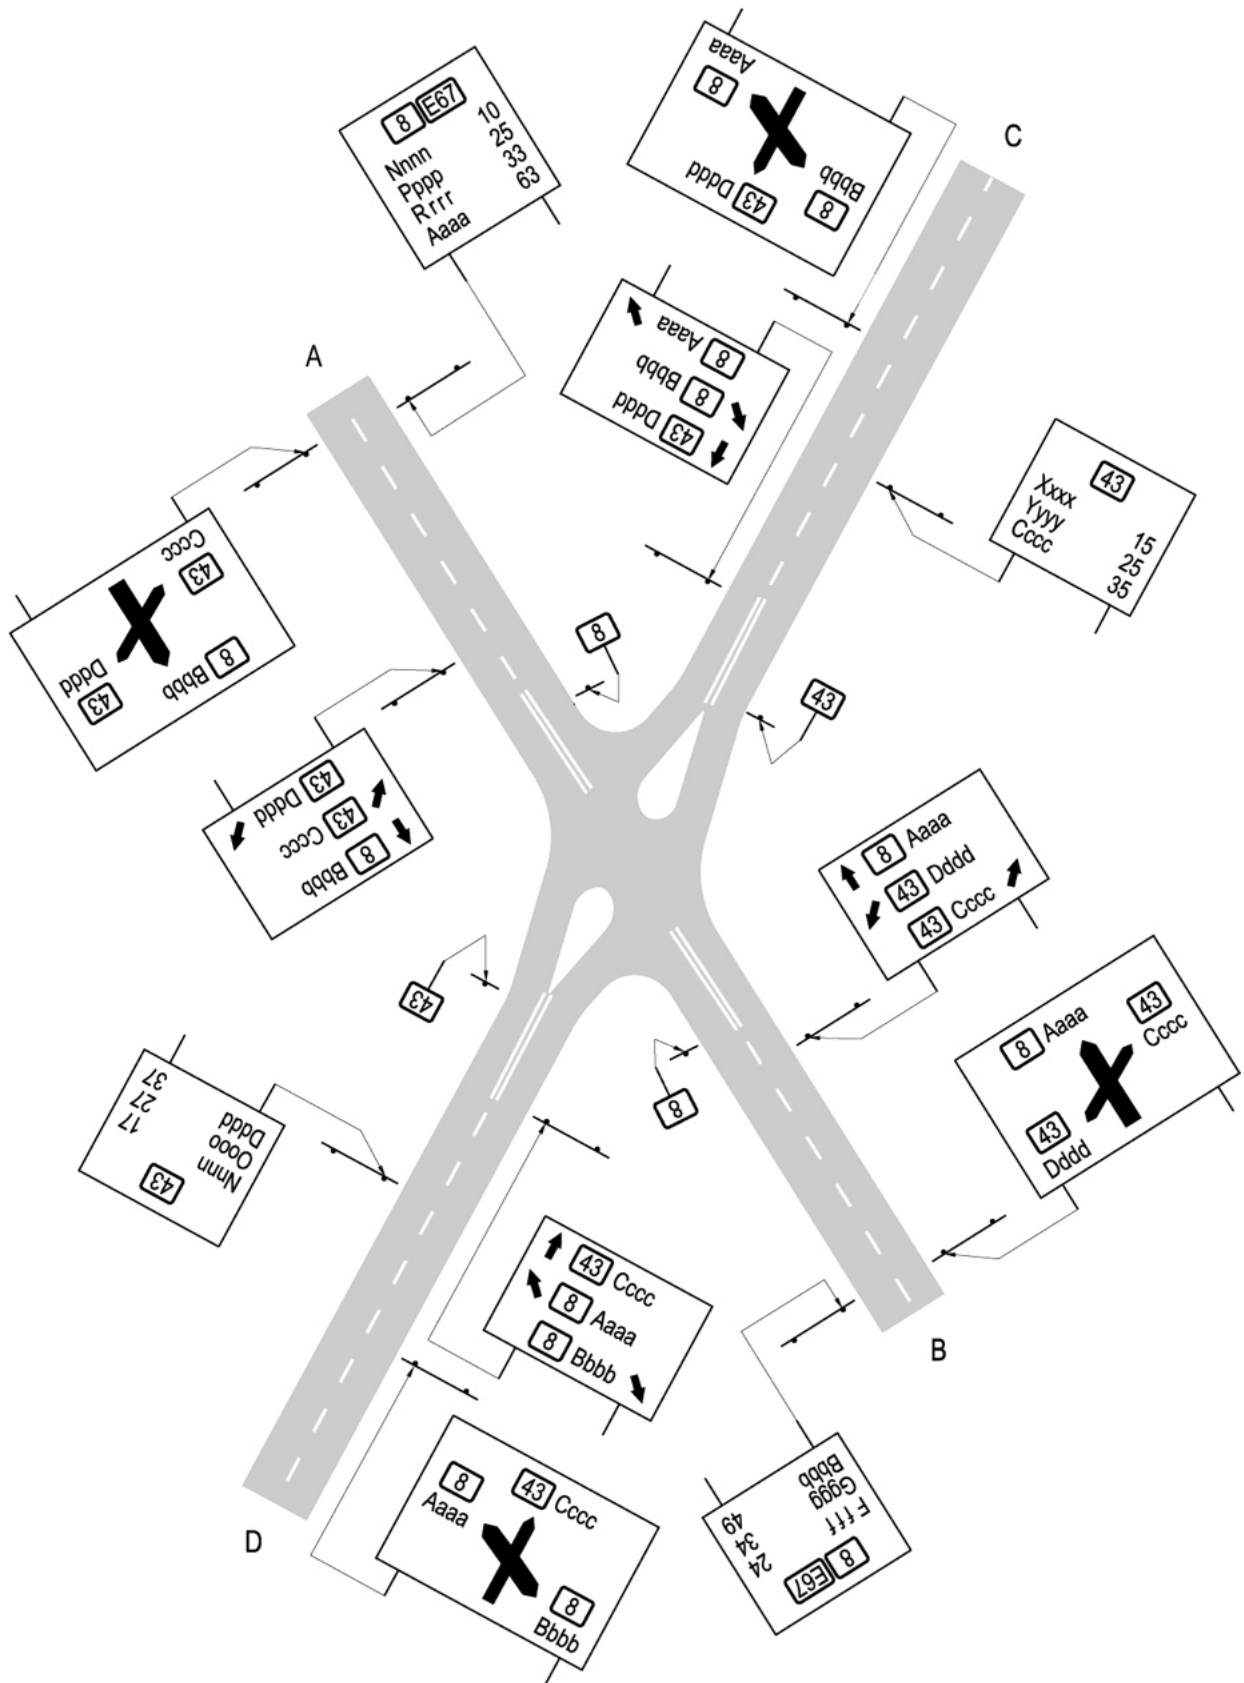 8 E67
Nnnn 10
Pppp 25
Rrrr 33
Aaaa 63
Aaaa
8
Dddd 43
Bbbb
8
C
A
Aaaa 8
Bbbb 8
Dddd 43
43
Xxxx 15
Yyyy 25
Cccc 35
Cccc
43
Dddd
43
Bbbb 8
8
43
Dddd 43
Cccc 43
Bbbb 8
8 Aaaa
43 Dddd
43 Cccc
43
8
8 Aaaa
43
Cccc
43
Dddd
43
Nnnn 17
Oooo 27
Dddd 37
43 Cccc
8 Aaaa
8 Bbbb
B
D
8
Aaaa
43 Cccc
8
Bbbb
8 E67
Ffff 24
Gggg 34
Bbbb 49